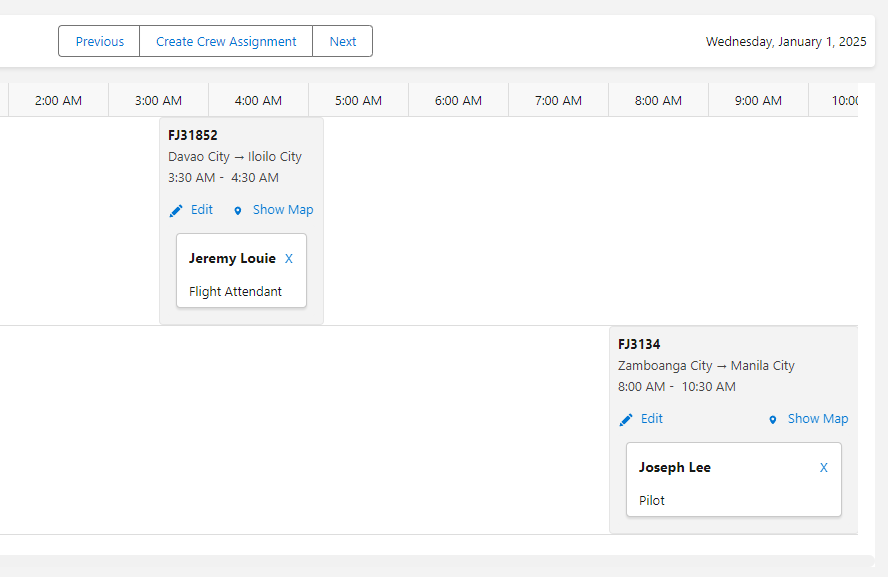 Previous Create Crew Assignment Next Wednesday, January 1, 2025
2:00 AM 3:00 AM 4:00 AM 5:00 AM 6:00 AM 7:00 AM 8:00 AM 9:00 AM 10:00
FJ31852
Davao City → Iloilo City
3:30 AM - 4:30 AM
Edit Show Map
Jeremy Louie X
Flight Attendant
FJ3134
Zamboanga City → Manila City
8:00 AM - 10:30 AM
Edit Show Map
Joseph Lee X
Pilot